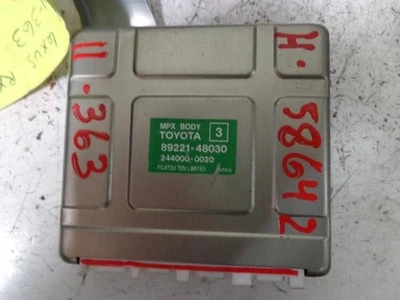 363
LEXUS RX
11-363
H-58642
MPX BODY
TOYOTA 3
89221-48030
244000-0020
FUJITSU TEN LIMITED JAPAN